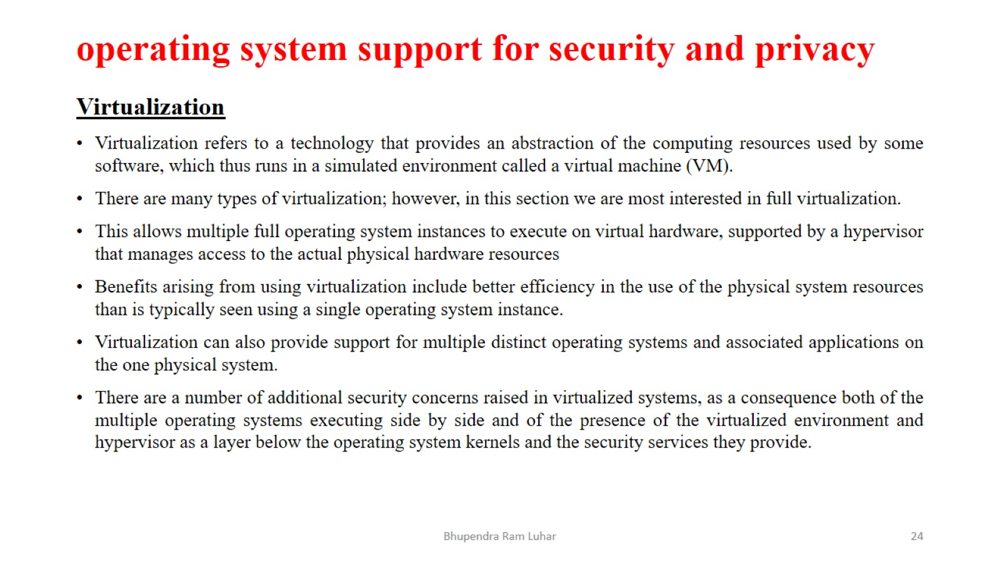 operating system support for security and privacy
Virtualization
• Virtualization refers to a technology that provides an abstraction of the computing resources used by some
software, which thus runs in a simulated environment called a virtual machine (VM).
• There are many types of virtualization; however, in this section we are most interested in full virtualization.
• This allows multiple full operating system instances to execute on virtual hardware, supported by a hypervisor
that manages access to the actual physical hardware resources
• Benefits arising from using virtualization include better efficiency in the use of the physical system resources
than is typically seen using a single operating system instance.
• Virtualization can also provide support for multiple distinct operating systems and associated applications on
the one physical system.
• There are a number of additional security concerns raised in virtualized systems, as a consequence both of the
multiple operating systems executing side by side and of the presence of the virtualized environment and
hypervisor as a layer below the operating system kernels and the security services they provide.
Bhupendra Ram Luhar
24